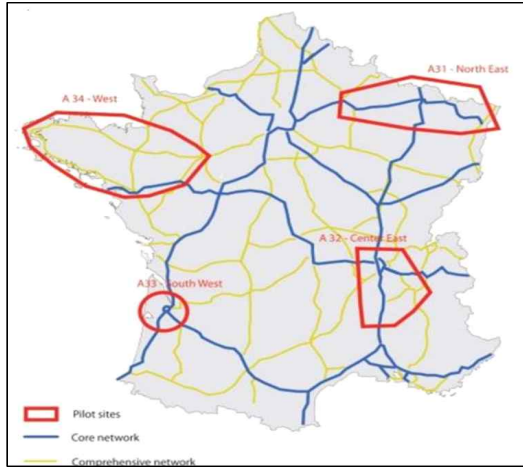 A31 - North East
A 34 - West
A 32 - Center East
A33 - South West
Pilot sites
Core network
Comprehensive network